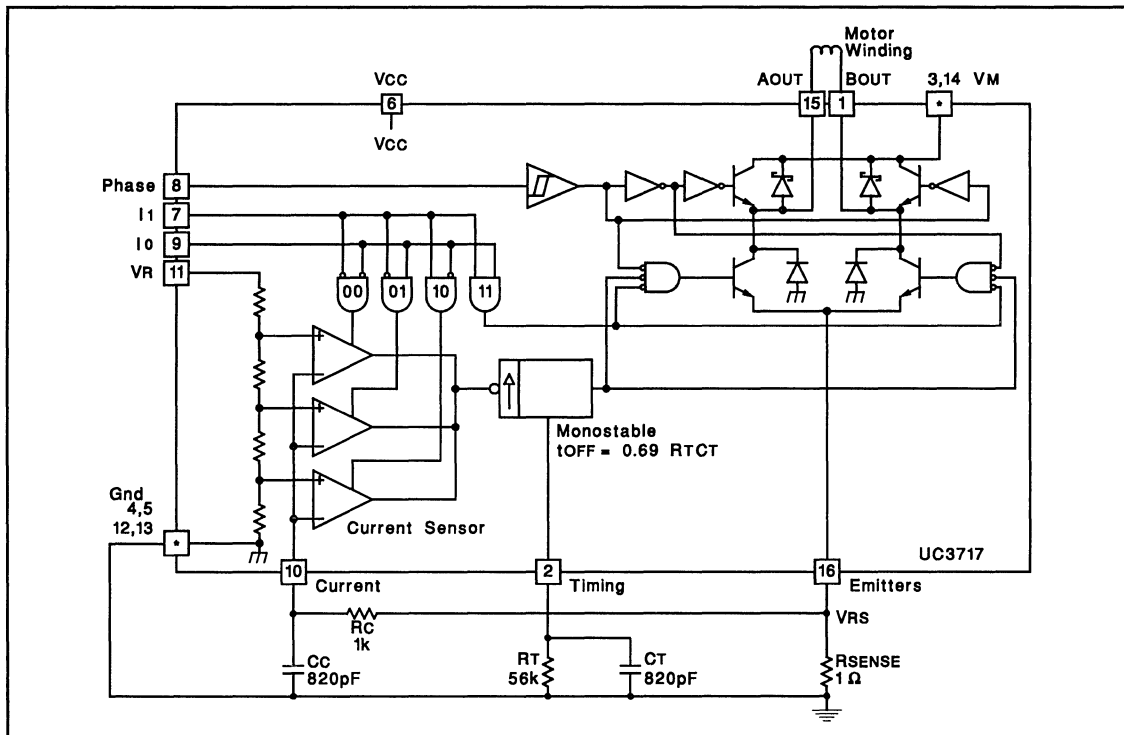 Motor
Winding
AOUT
BOUT
3,14 VM
VCC
6
VCC
15
1
*
Phase
8
I1
7
I0
9
VR
11
00
01
10
11
Monostable
tOFF = 0.69 RTCT
Gnd
4,5
12,13
*
Current Sensor
UC3717
10
Current
2
Timing
16
Emitters
RC
1k
VRS
CC
820pF
RT
56k
CT
820pF
RSENSE
1 Ω